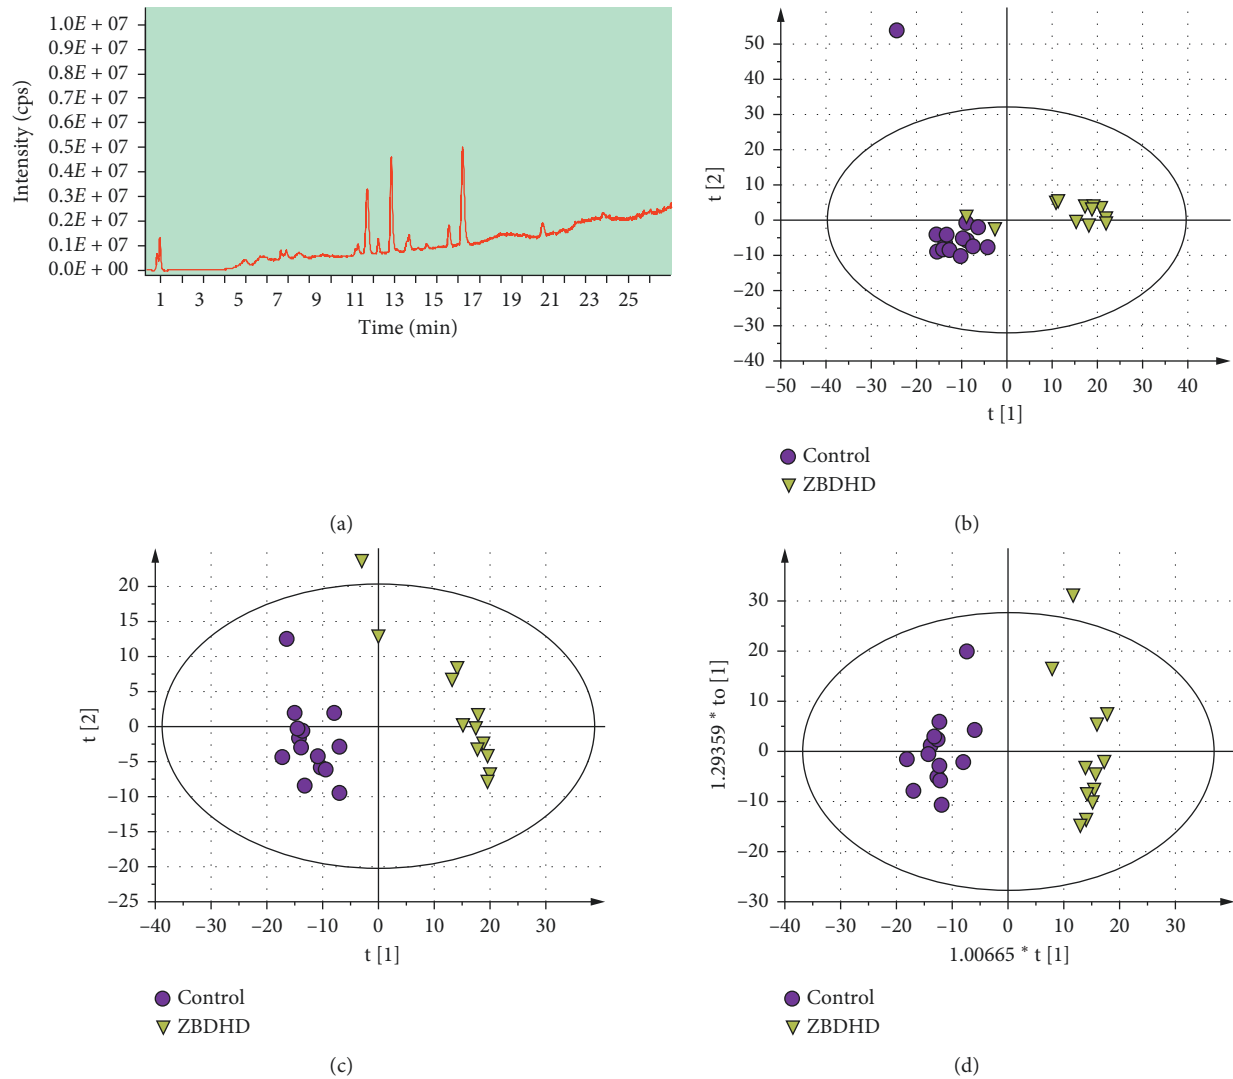 1.0E + 07
0.9E + 07
0.8E + 07
0.7E + 07
0.6E + 07
0.5E + 07
0.4E + 07
0.3E + 07
0.2E + 07
0.1E + 07
0.0E + 00
Intensity (cps)
1 3 5 7 9 11 13 15 17 19 21 23 25
Time (min)
(a)
50
40
30
20
10
0
−10
−20
−30
−40
t [2]
−50 −40 −30 −20 −10 0 10 20 30 40
t [1]
Control
ZBDHD
(b)
20
15
10
5
0
−5
−10
−15
−20
−25
t [2]
−40 −30 −20 −10 0 10 20 30
t [1]
Control
ZBDHD
(c)
30
20
10
0
−10
−20
−30
1.29359 * to [1]
−40 −30 −20 −10 0 10 20 30
1.00665 * t [1]
Control
ZBDHD
(d)